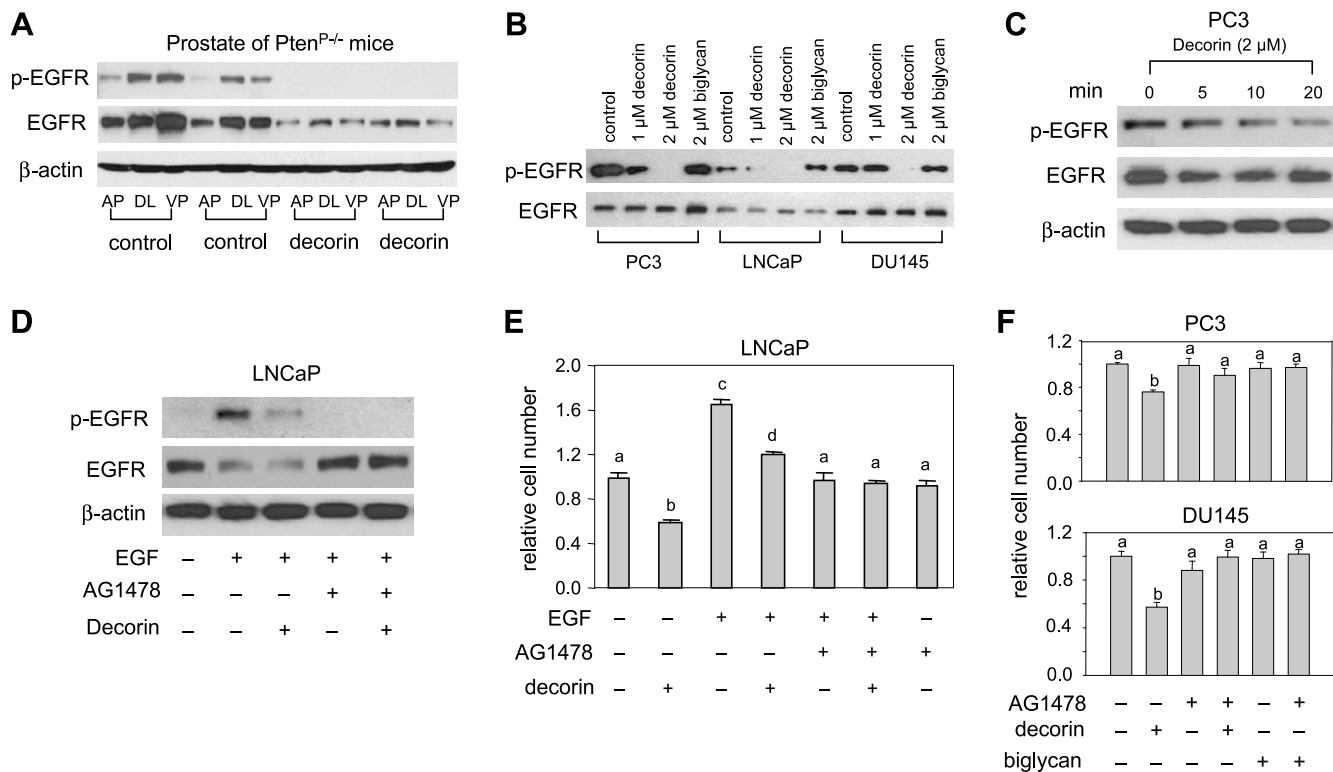 A
Prostate of Pten^P-/- mice
p-EGFR
EGFR
β-actin
AP DL VP AP DL VP AP DL VP AP DL VP
control control decorin decorin
B
control 1 µM decorin 2 µM decorin 2 µM biglycan control 1 µM decorin 2 µM decorin 2 µM biglycan control 1 µM decorin 2 µM decorin 2 µM biglycan
p-EGFR
EGFR
PC3 LNCaP DU145
C
PC3
Decorin (2 µM)
min 0 5 10 20
p-EGFR
EGFR
β-actin
D
LNCaP
p-EGFR
EGFR
β-actin
EGF – + + + +
AG1478 – – – + +
Decorin – – + – +
E
LNCaP
relative cell number
2.0
1.6
1.2
0.8
0.4
0.0
a b c d a a a
EGF – – + + + + –
AG1478 – – – – + + +
decorin – + – + – + –
F
relative cell number
PC3
1.2
0.8
0.4
0.0
a b a a a a
DU145
1.2
0.8
0.4
0.0
a b a a a a
AG1478 – – + + – +
decorin – + – + – –
biglycan – – – – + +